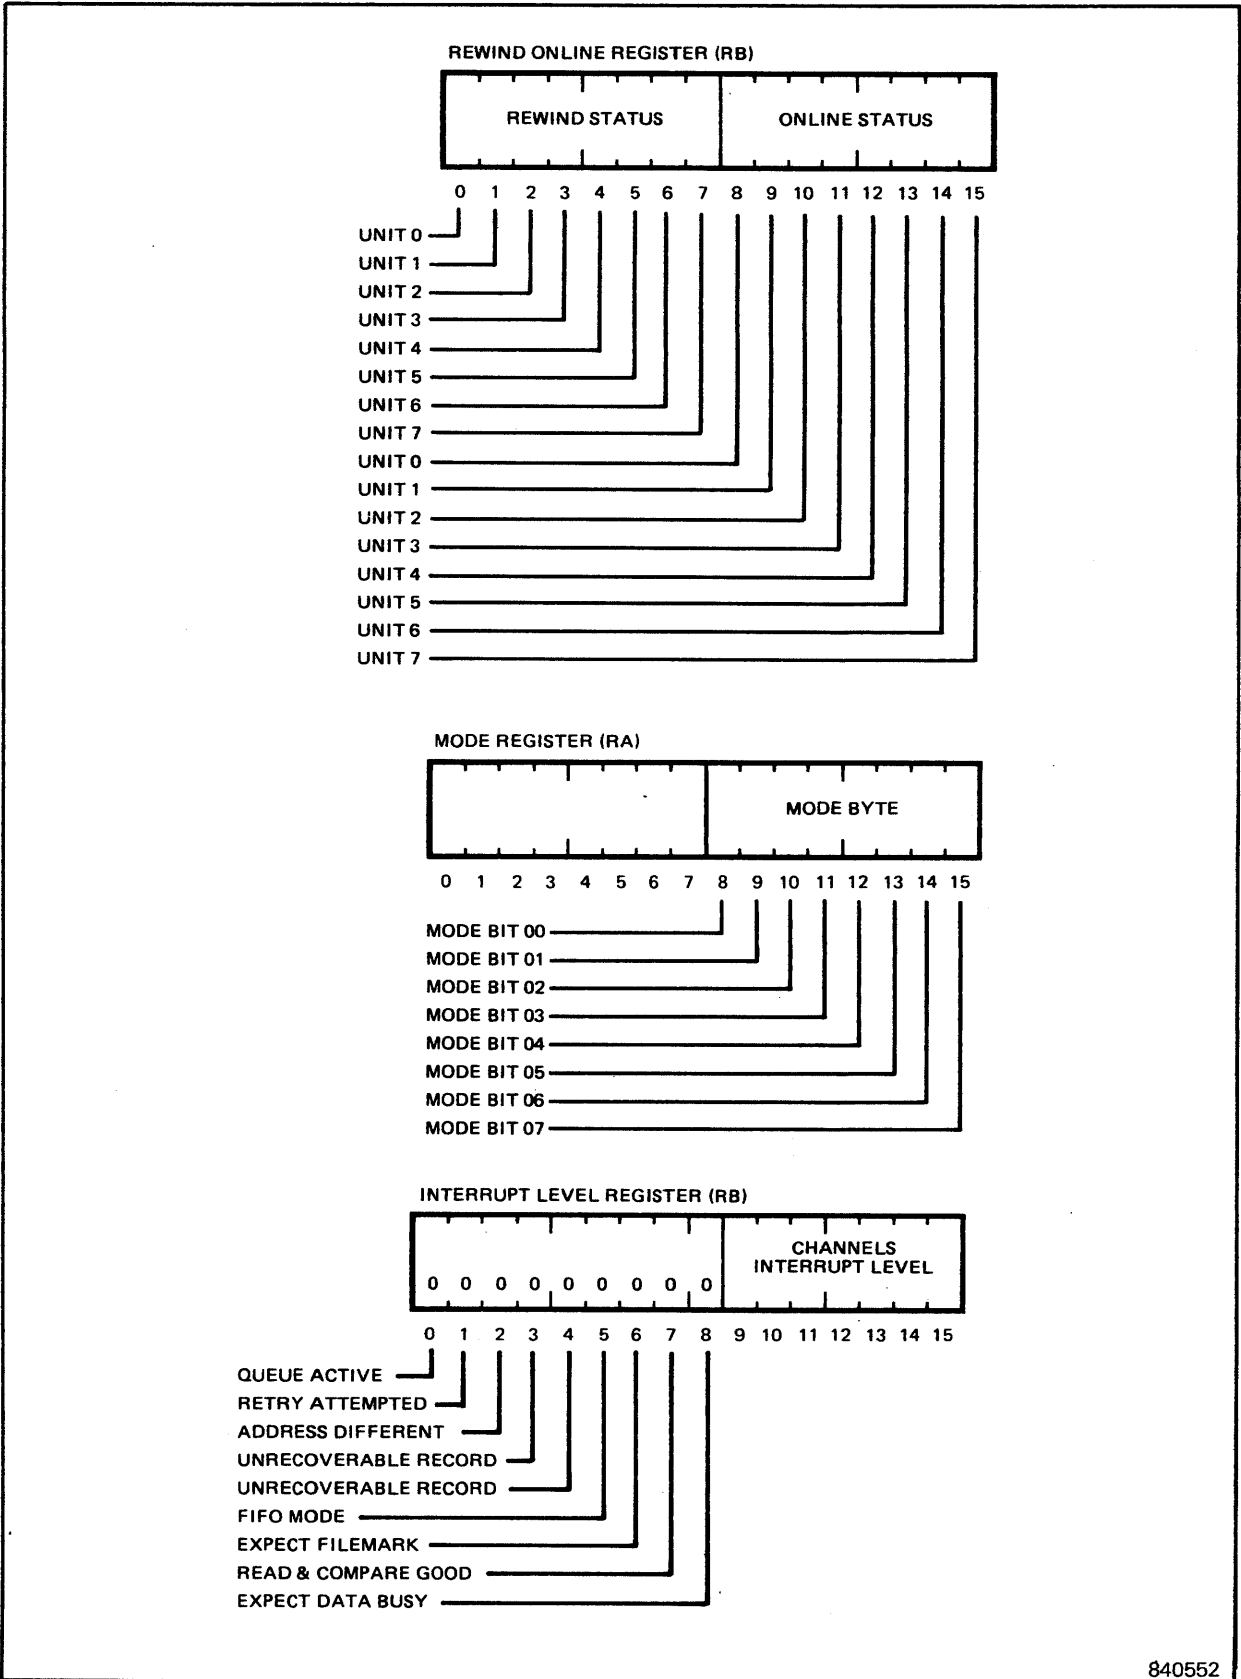 REWIND ONLINE REGISTER (RB)
REWIND STATUS ONLINE STATUS
0 1 2 3 4 5 6 7 8 9 10 11 12 13 14 15
UNIT 0
UNIT 1
UNIT 2
UNIT 3
UNIT 4
UNIT 5
UNIT 6
UNIT 7
UNIT 0
UNIT 1
UNIT 2
UNIT 3
UNIT 4
UNIT 5
UNIT 6
UNIT 7
MODE REGISTER (RA)
MODE BYTE
0 1 2 3 4 5 6 7 8 9 10 11 12 13 14 15
MODE BIT 00
MODE BIT 01
MODE BIT 02
MODE BIT 03
MODE BIT 04
MODE BIT 05
MODE BIT 06
MODE BIT 07
INTERRUPT LEVEL REGISTER (RB)
CHANNELS
INTERRUPT LEVEL
0 0 0 0 0 0 0 0 0
0 1 2 3 4 5 6 7 8 9 10 11 12 13 14 15
QUEUE ACTIVE
RETRY ATTEMPTED
ADDRESS DIFFERENT
UNRECOVERABLE RECORD
UNRECOVERABLE RECORD
FIFO MODE
EXPECT FILEMARK
READ & COMPARE GOOD
EXPECT DATA BUSY
840552